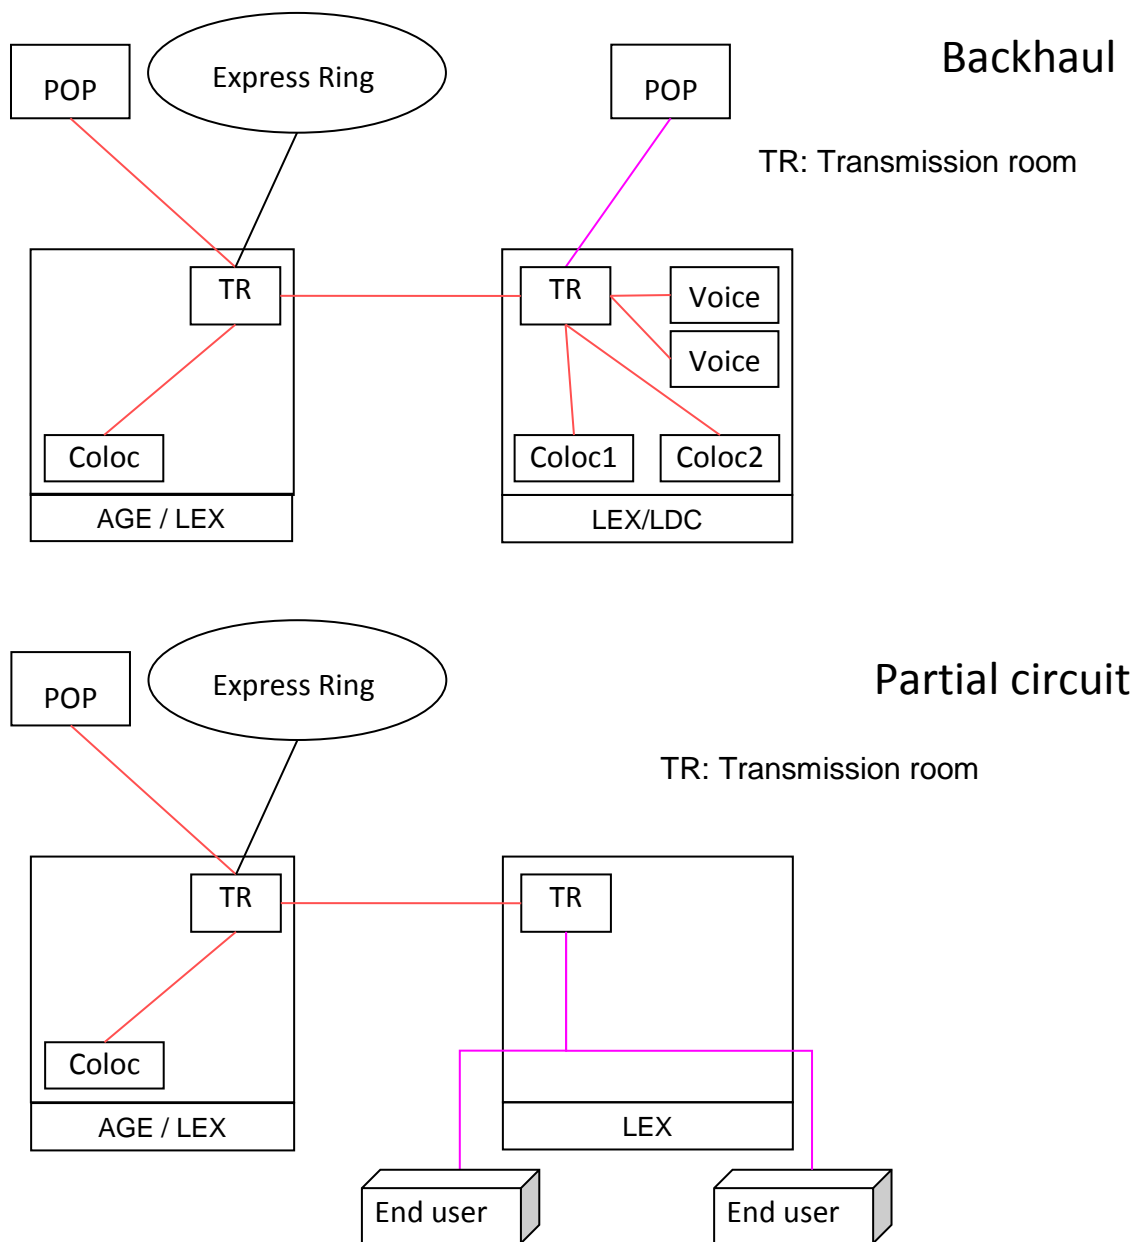 Backhaul
POP
Express Ring
POP
TR: Transmission room
TR
TR
Voice
Voice
Coloc
Coloc1
Coloc2
AGE / LEX
LEX/LDC
Partial circuit
POP
Express Ring
TR: Transmission room
TR
TR
Coloc
AGE / LEX
LEX
End user
End user